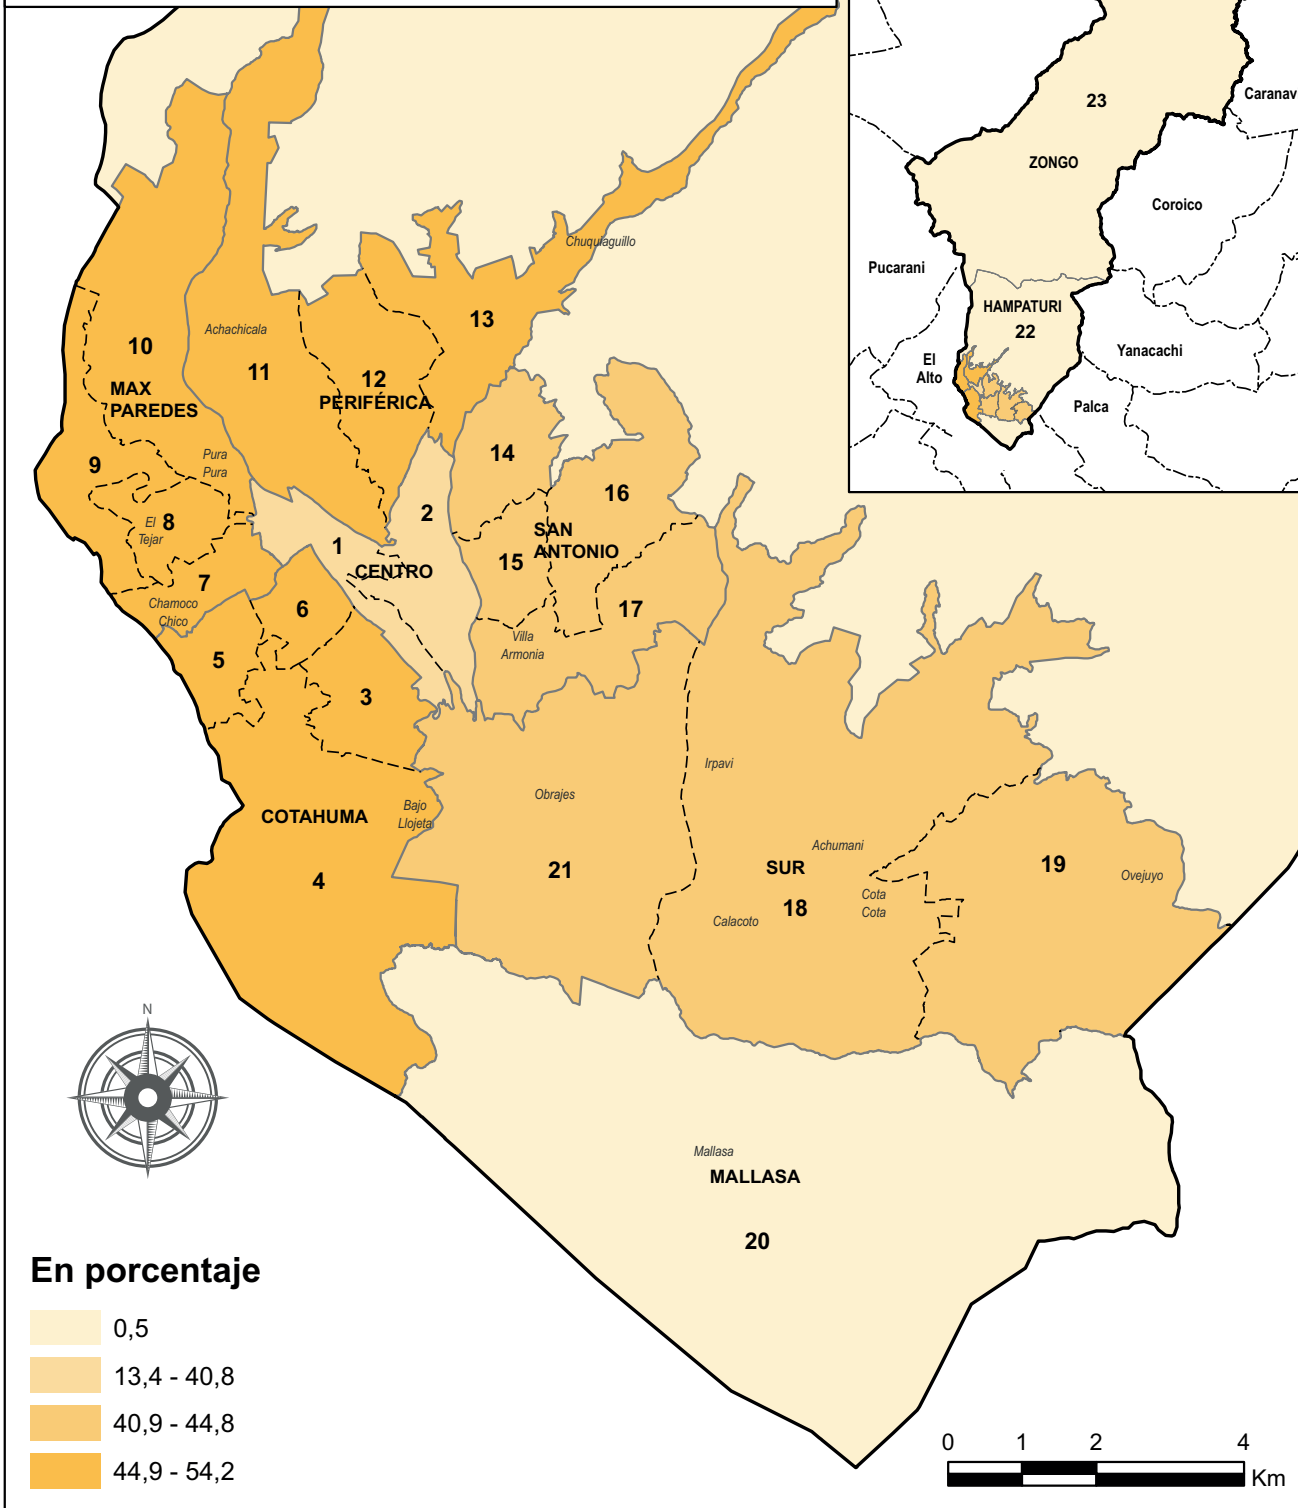 23
Caranav
ZONGO
Coroico
Pucarani
HAMPATURI
22
El
Alto
Yanacachi
Palca
Chuquiaguillo
13
Achachicala
10
11
12
PERIFÉRICA
MAX
PAREDES
9
Pura
Pura
14
16
8
El
Tejar
2
SAN
ANTONIO
1
CENTRO
15
7
Chamoco
Chico
6
17
Villa
Armonia
5
3
Irpavi
Obrajes
Bajo
Llojeta
COTAHUMA
Achumani
SUR
19
Ovejuyo
21
4
Cota
Cota
18
Calacoto
N
Mallasa
MALLASA
20
En porcentaje
0,5
13,4 - 40,8
40,9 - 44,8
44,9 - 54,2
0 1 2 4
Km